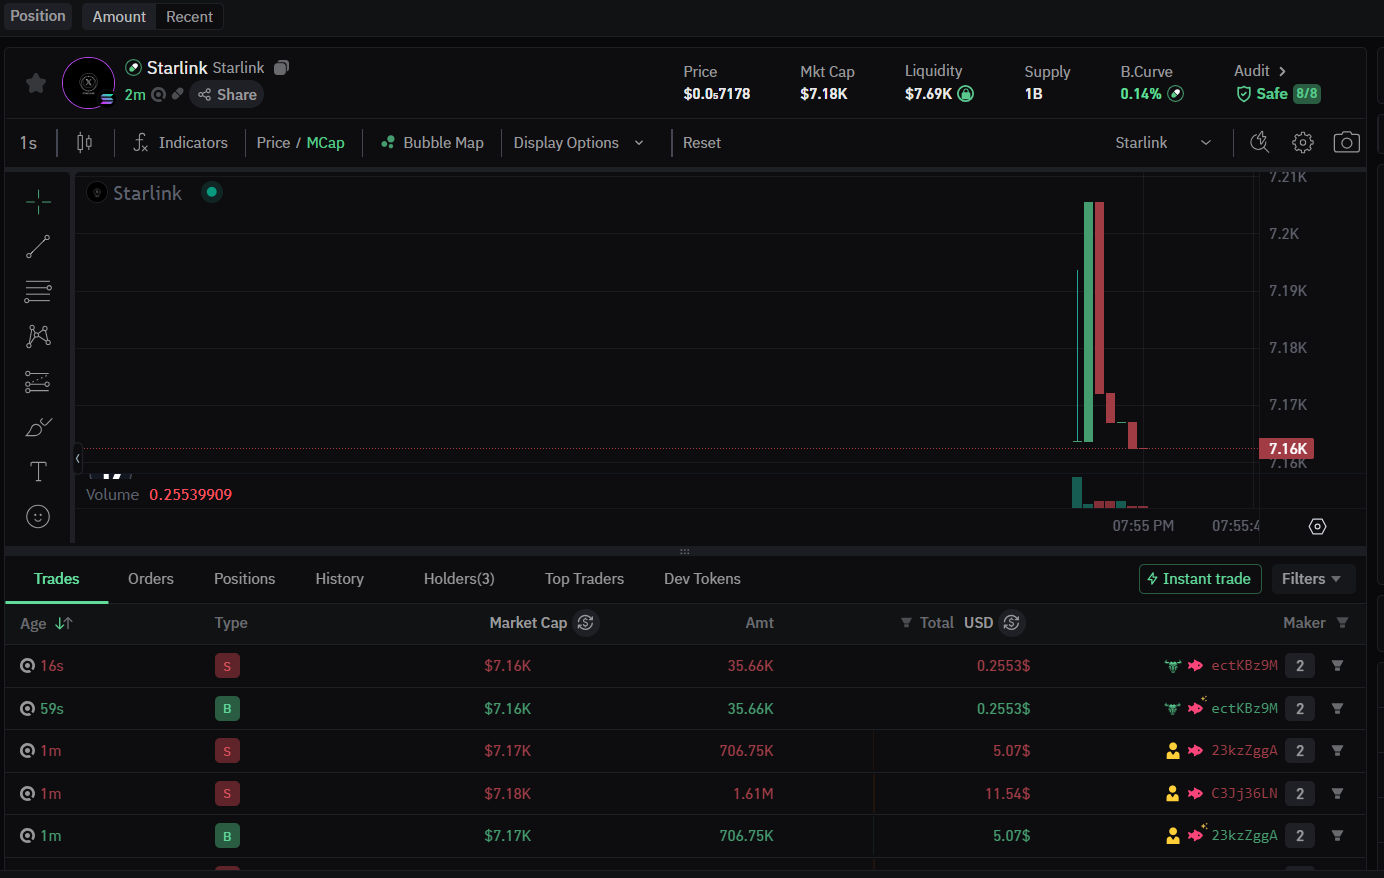 Position Amount Recent
Starlink Starlink
2m Share
Price Mkt Cap Liquidity Supply B.Curve Audit
$0.0₅7178 $7.18K $7.69K 1B 0.14% Safe 8/8
1s Indicators Price / MCap Bubble Map Display Options Reset Starlink
Starlink
7.21K
7.2K
7.19K
7.18K
7.17K
7.16K
7.16K
Volume 0.25539909
07:55 PM 07:55:4
Trades Orders Positions History Holders(3) Top Traders Dev Tokens Instant trade Filters
Age Type Market Cap Amt Total USD Maker
16s S $7.16K 35.66K 0.2553$ ectKBz9M 2
59s B $7.16K 35.66K 0.2553$ ectKBz9M 2
1m S $7.17K 706.75K 5.07$ 23kzZggA 2
1m S $7.18K 1.61M 11.54$ C3Jj36LN 2
1m B $7.17K 706.75K 5.07$ 23kzZggA 2